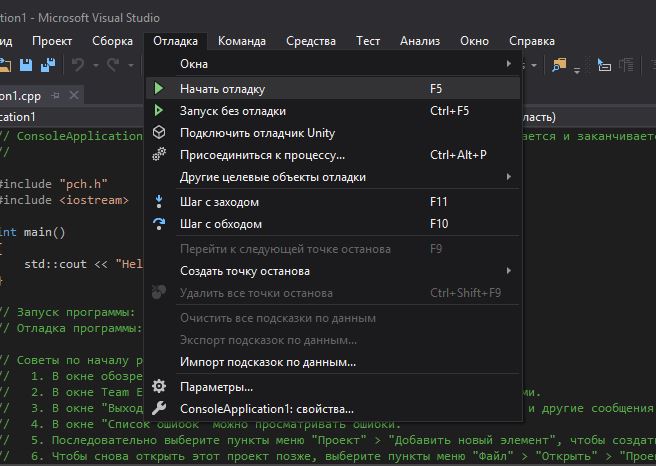 ation1 - Microsoft Visual Studio
ид Проект Сборка Отладка Команда Средства Тест Анализ Окно Справка
Окна
on1.cpp
Начать отладку F5
cation1 ласть)
Запуск без отладки Ctrl+F5
// ConsoleApplication ается и заканчивает
Подключить отладчик Unity
//
Присоединиться к процессу... Ctrl+Alt+P
Другие целевые объекты отладки
#include "pch.h"
#include <iostream>
Шаг с заходом F11
Шаг с обходом F10
int main()
{
Перейти к следующей точке останова F9
std::cout << "Hel
Создать точку останова
}
Удалить все точки останова Ctrl+Shift+F9
// Запуск программы:
Очистить все подсказки по данным
// Отладка программы:
Экспорт подсказок по данным...
// Советы по началу р
Импорт подсказок по данным...
// 1. В окне обозре
Параметры...
// 2. В окне Team E ми.
// 3. В окне "Выход и другие сообщения
ConsoleApplication1: свойства...
// 4. В окне "Список ошибок" можно просматривать ошибки.
// 5. Последовательно выберите пункты меню "Проект" > "Добавить новый элемент", чтобы создат
// 6. Чтобы снова открыть этот проект позже, выберите пункты меню "Файл" > "Открыть" > "Прое